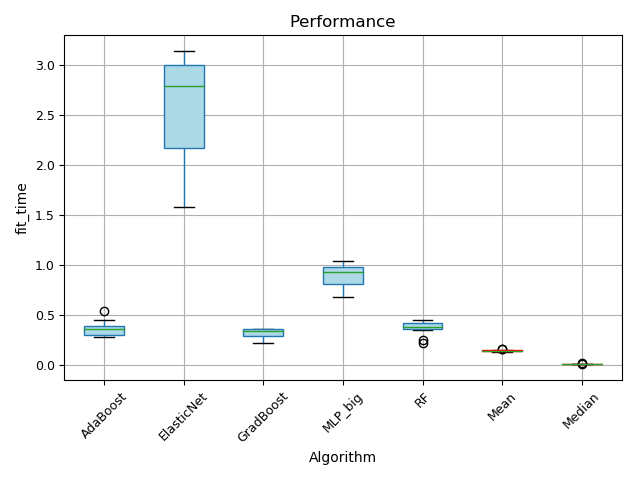 Performance
fit_time
3.0
2.5
2.0
1.5
1.0
0.5
0.0
AdaBoost
ElasticNet
GradBoost
MLP_big
RF
Mean
Median
Algorithm